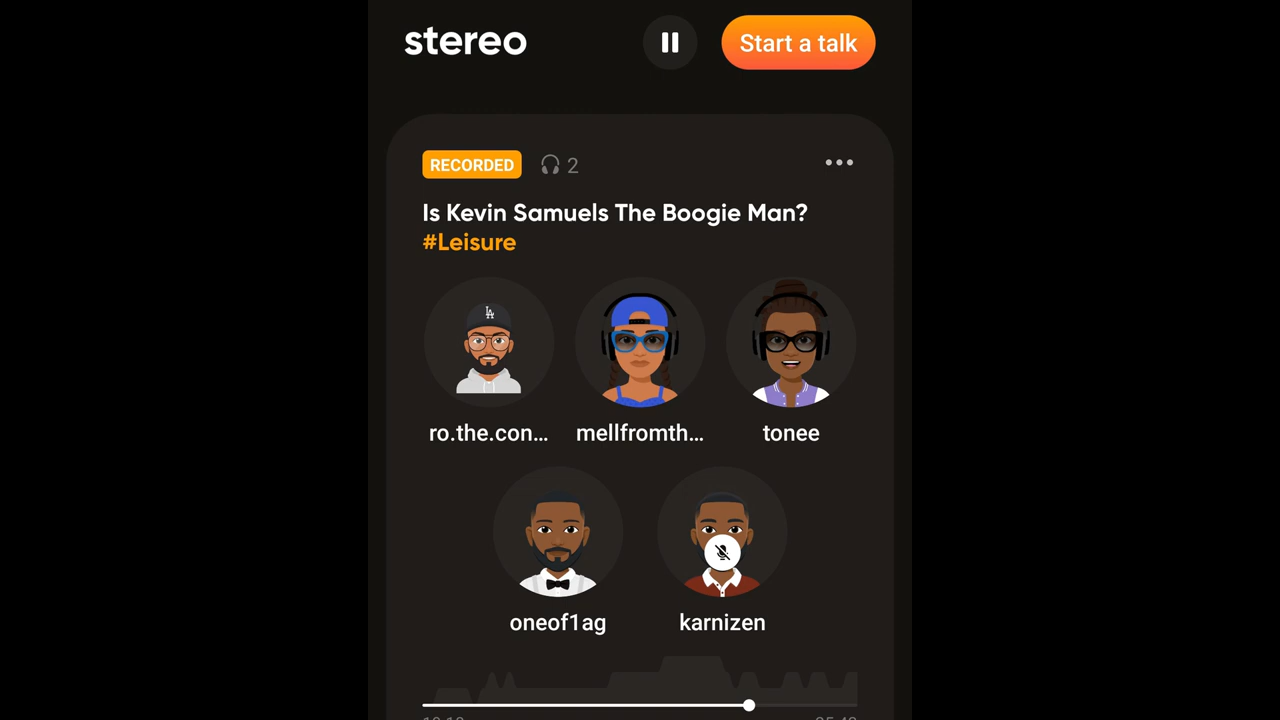 stereo
Start a talk
RECORDED
2
Is Kevin Samuels The Boogie Man?
#Leisure
LA
ro.the.con...
mellfromth...
tonee
oneof1ag
karnizen